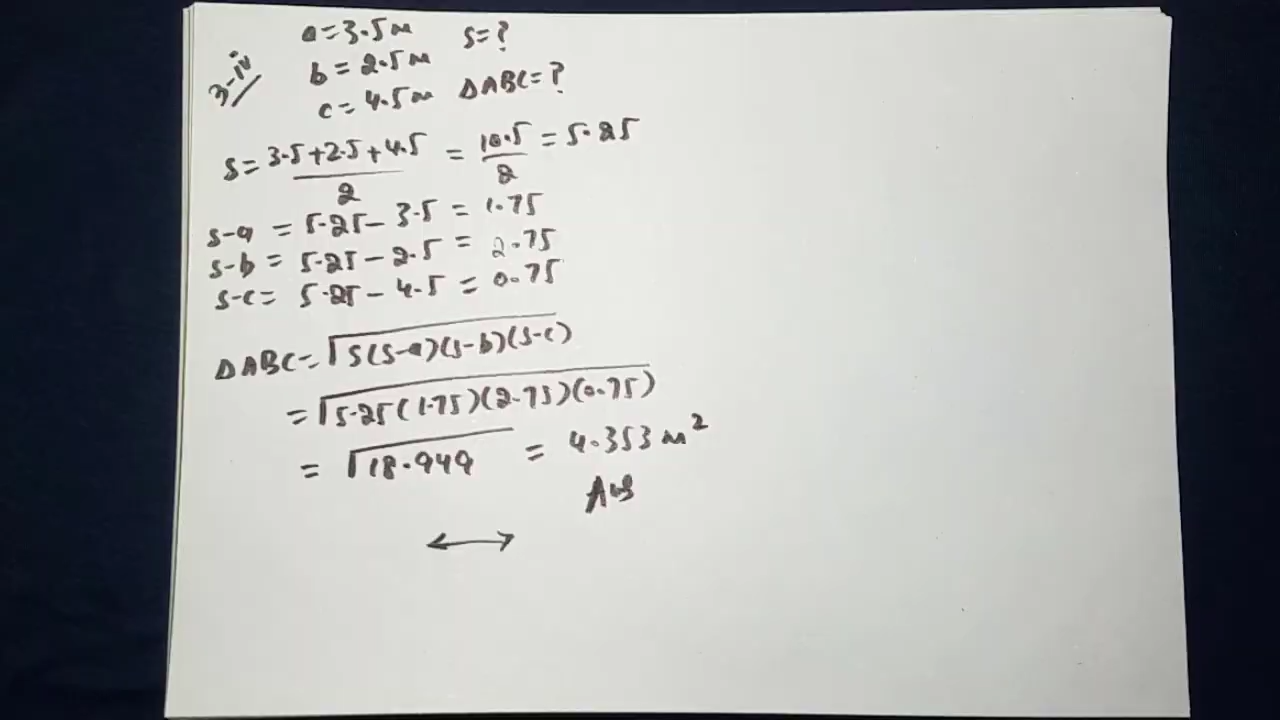 3-iv
a = 3.5m s = ?
b = 2.5m
c = 4.5m ΔABC = ?
s = 3.5+2.5+4.5 / 2 = 10.5 / 2 = 5.25
s-a = 5.25 - 3.5 = 1.75
s-b = 5.25 - 2.5 = 2.75
s-c = 5.25 - 4.5 = 0.75
ΔABC = √s(s-a)(s-b)(s-c)
= √5.25(1.75)(2.75)(0.75)
= √18.949 = 4.353 m²
Ans